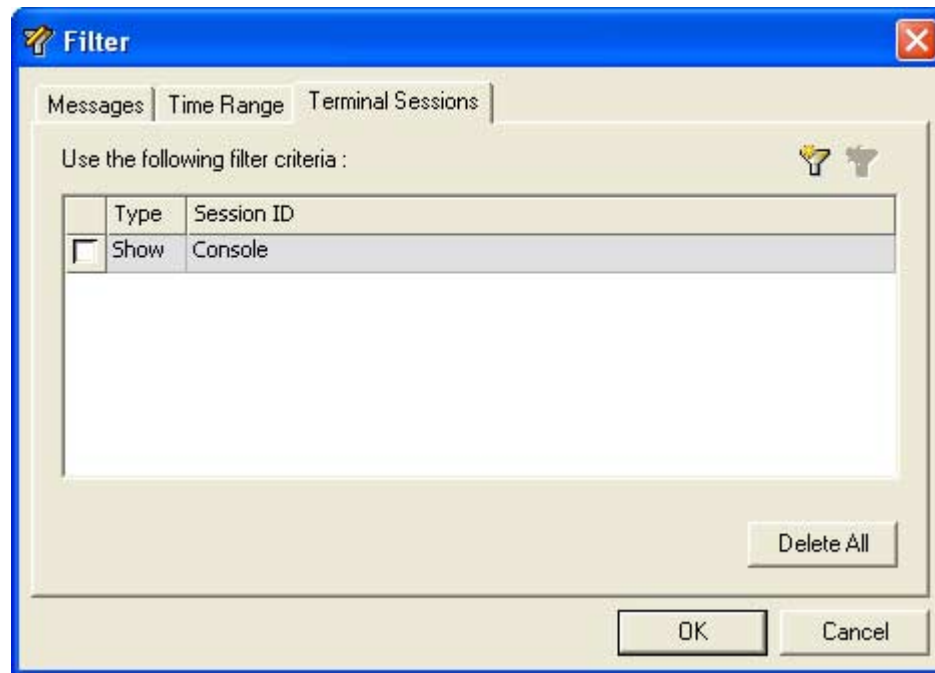 Filter
Messages Time Range Terminal Sessions
Use the following filter criteria :
Type Session ID
Show Console
Delete All
OK Cancel